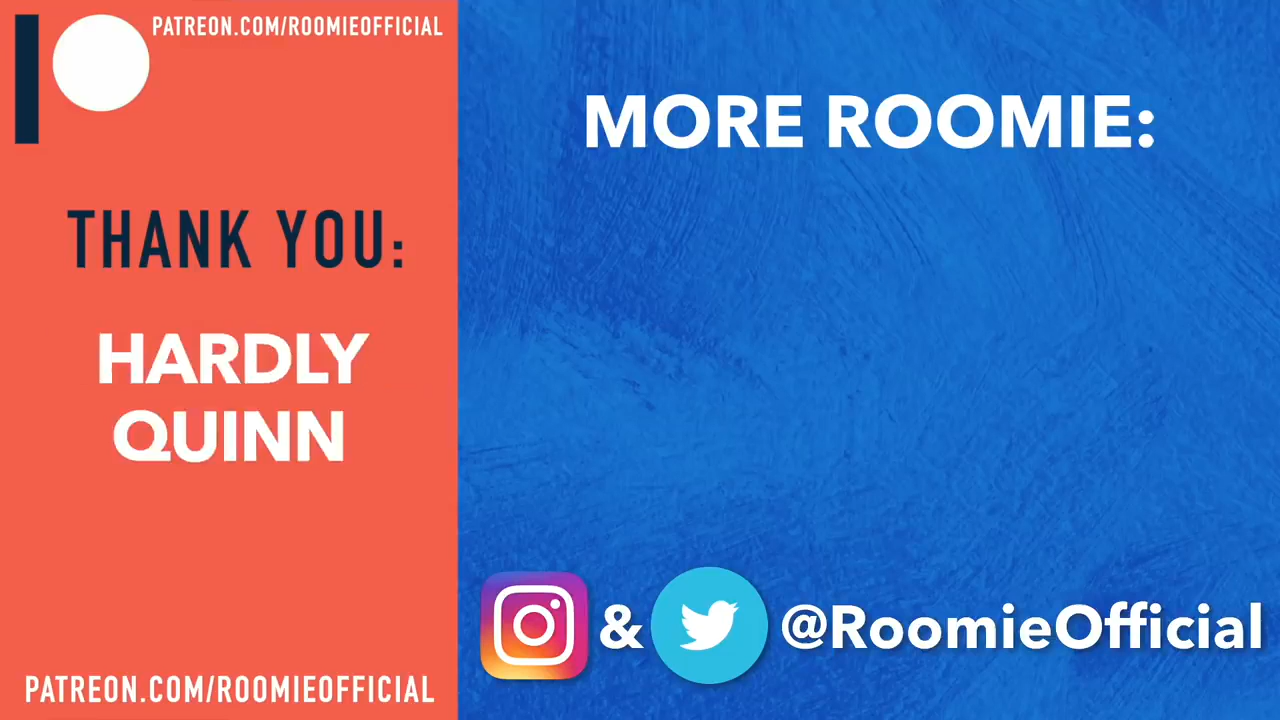 PATREON.COM/ROOMIEOFFICIAL
THANK YOU:
HARDLY
QUINN
PATREON.COM/ROOMIEOFFICIAL
MORE ROOMIE:
& @RoomieOfficial